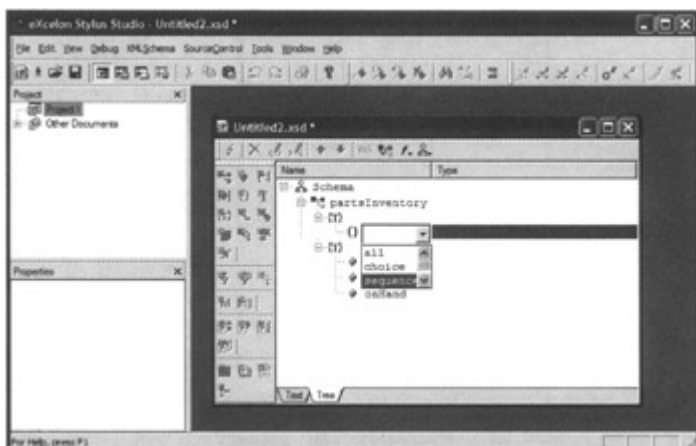 eXcelon Stylus Studio - Untitled2.xsd *
File Edit View Debug XMLSchema SourceControl Tools Window Help
Project
Project1
Other Documents
Properties
Untitled2.xsd *
Name Type
Schema
partsInventory
{}
all
choice
sequence
onHand
Text Tree
For Help, press F1